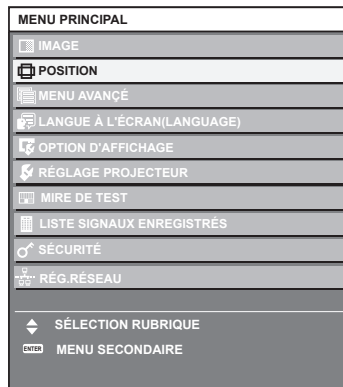 MENU PRINCIPAL
IMAGE
POSITION
MENU AVANÇÉ
LANGUE À L'ÉCRAN(LANGUAGE)
OPTION D'AFFICHAGE
RÉGLAGE PROJECTEUR
MIRE DE TEST
LISTE SIGNAUX ENREGISTRÉS
SÉCURITÉ
RÉG.RÉSEAU
SÉLECTION RUBRIQUE
ENTER MENU SECONDAIRE